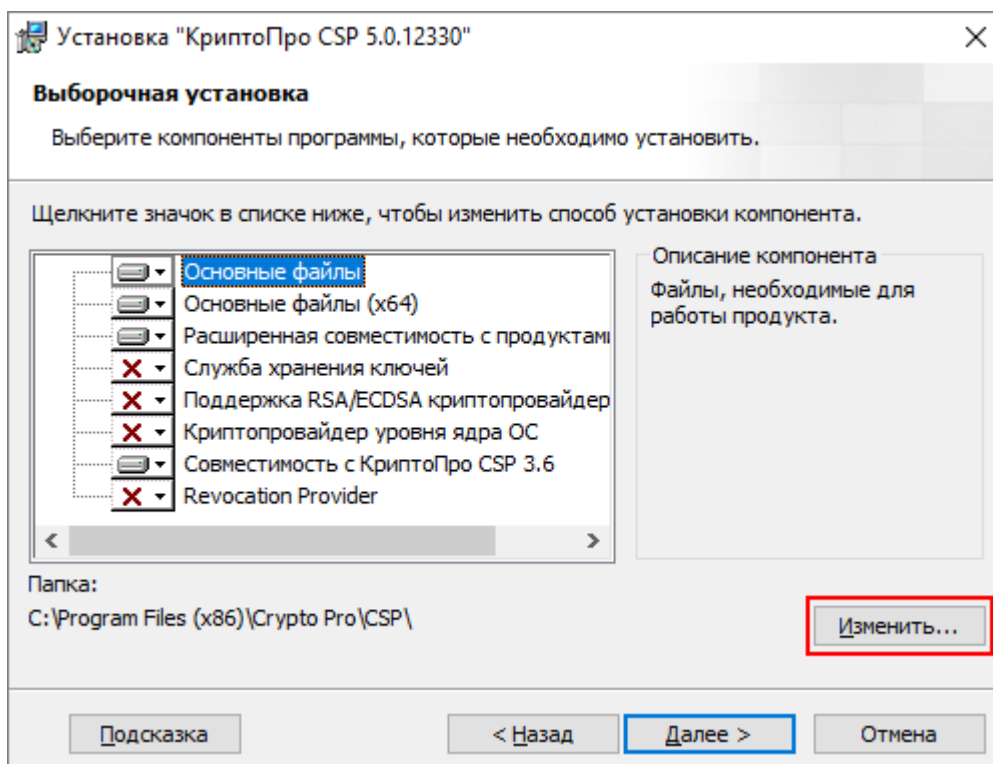 Установка "КриптоПро CSP 5.0.12330"
Выборочная установка
Выберите компоненты программы, которые необходимо установить.
Щелкните значок в списке ниже, чтобы изменить способ установки компонента.
Основные файлы
Основные файлы (x64)
Расширенная совместимость с продуктами
Служба хранения ключей
Поддержка RSA/ECDSA криптопровайдер
Криптопровайдер уровня ядра ОС
Совместимость с КриптоПро CSP 3.6
Revocation Provider
Описание компонента
Файлы, необходимые для
работы продукта.
Папка:
C:\Program Files (x86)\Crypto Pro\CSP\
Изменить...
Подсказка
< Назад
Далее >
Отмена